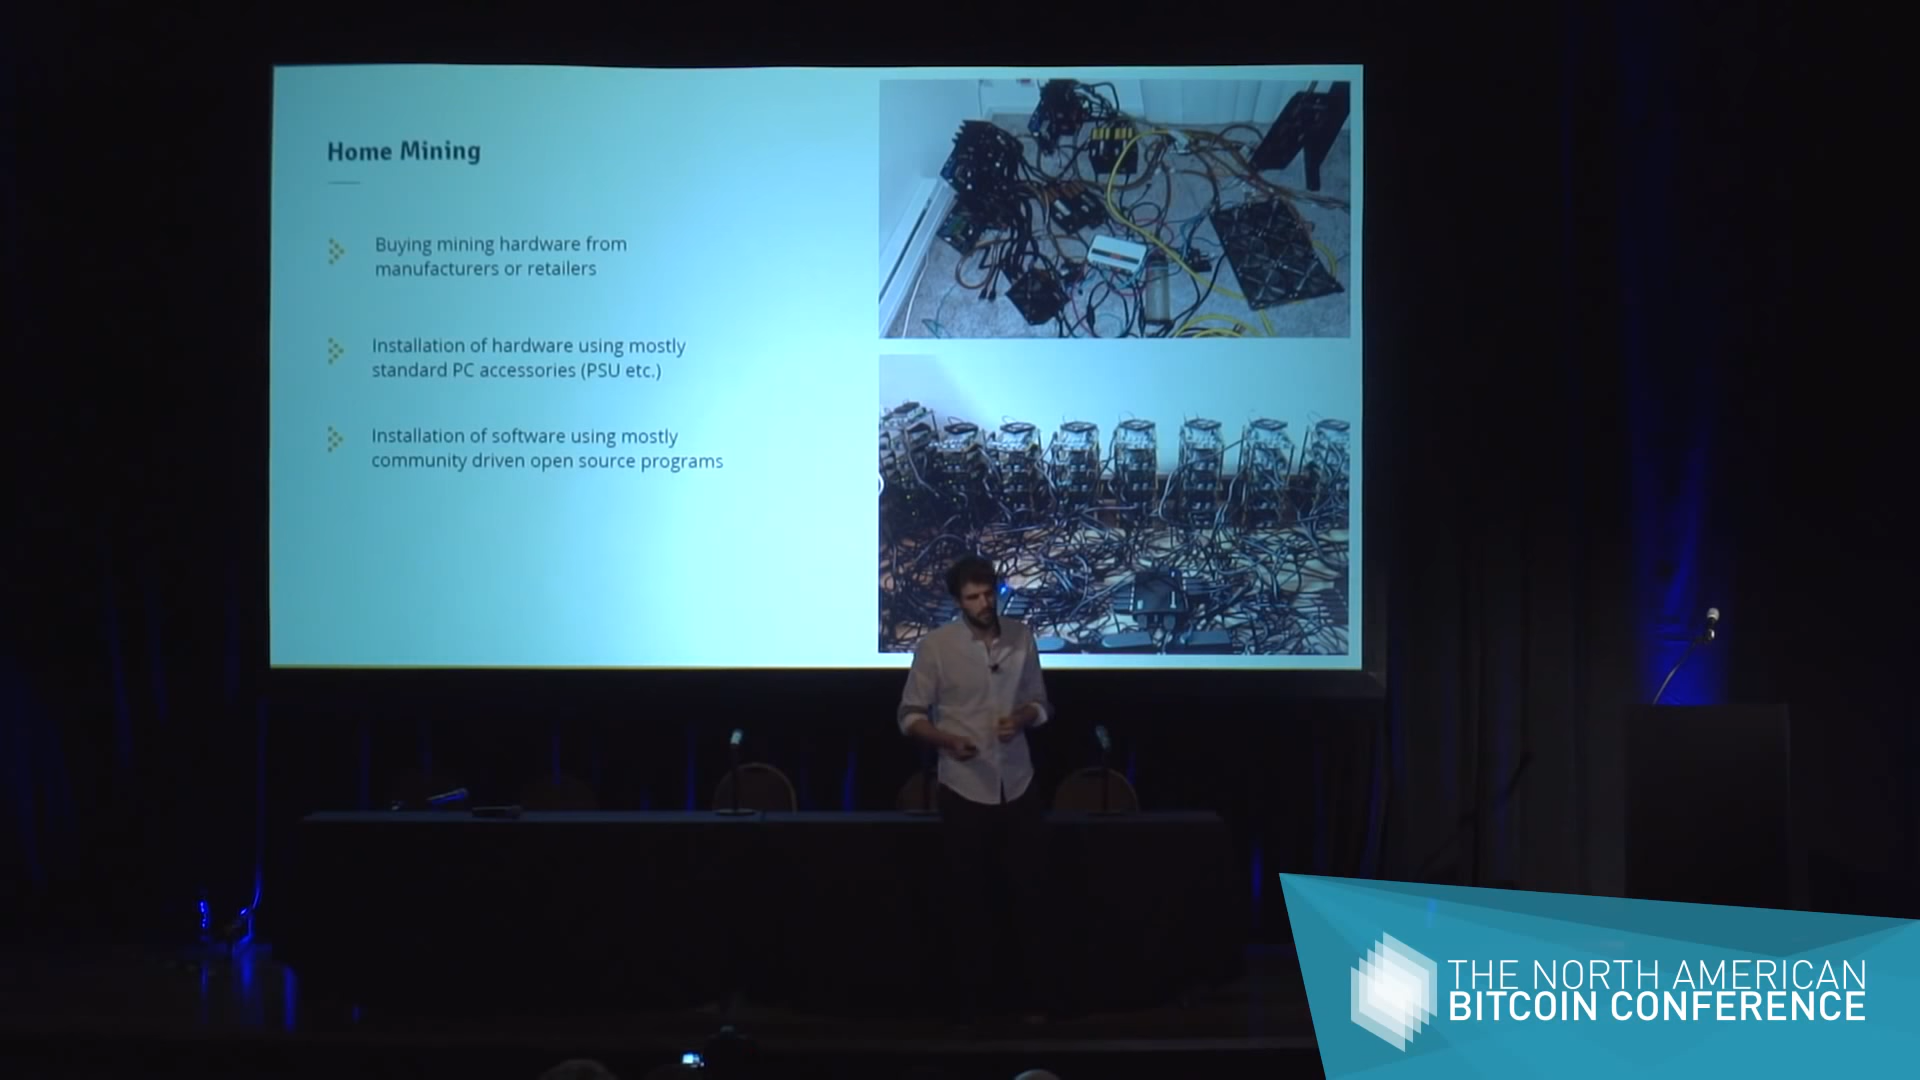 Home Mining
Buying mining hardware from
manufacturers or retailers
Installation of hardware using mostly
standard PC accessories (PSU etc.)
Installation of software using mostly
community driven open source programs
THE NORTH AMERICAN
BITCOIN CONFERENCE